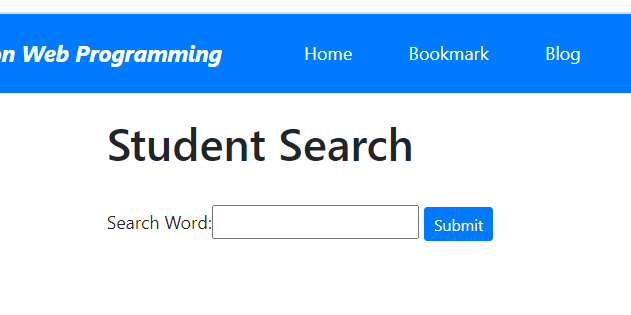 on Web Programming Home Bookmark Blog
Student Search
Search Word: Submit